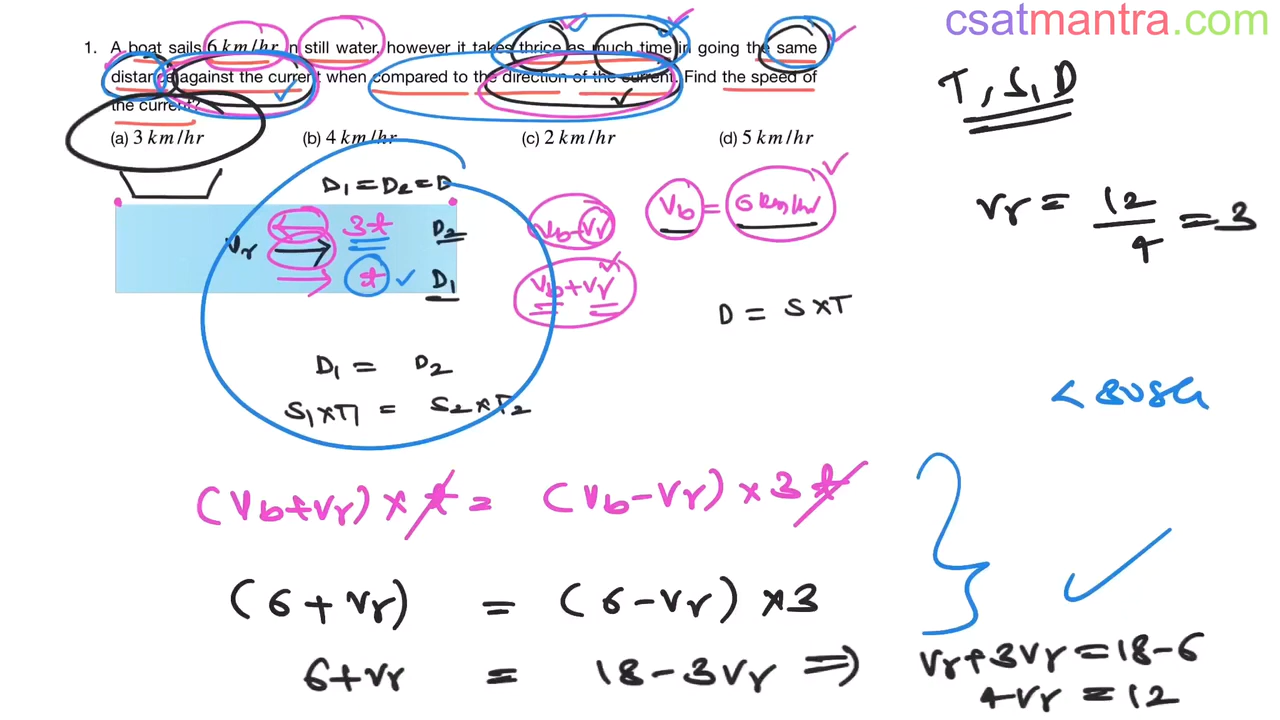 csatmantra.com
1. A boat sails 6 km/hr in still water, however it takes thrice as much time in going the same
distance against the current when compared to the direction of the current. Find the speed of
the current?
(a) 3 km/hr (b) 4 km/hr (c) 2 km/hr (d) 5 km/hr
T, S, D
D1 = D2 = D
Vr 3t D2
t D1
Vb-Vr
Vb+Vr
Vb = 6 km/hr
D = S×T
Vr = 12/4 = 3
D1 = D2
S1×T1 = S2×T2
(Vb+Vr) × t = (Vb-Vr) × 3t
(6+Vr) = (6-Vr) ×3
6+Vr = 18-3Vr ⇒ Vr+3Vr = 18-6
4Vr = 12